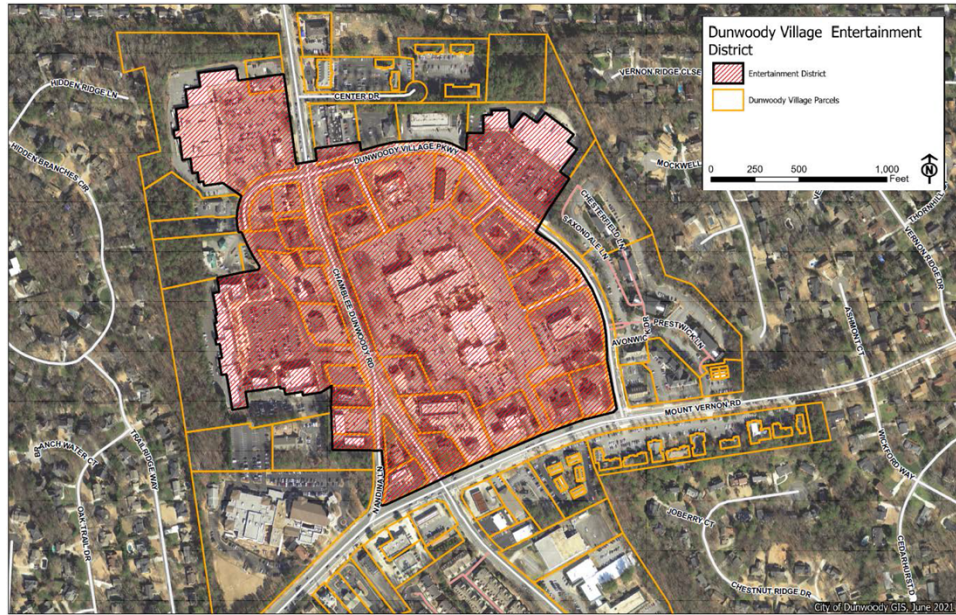 Dunwoody Village Entertainment
District
Entertainment District
Dunwoody Village Parcels
0 250 500 1,000
Feet
N
HIDDEN RIDGE LN
HIDDEN BRANCHES CIR
CENTER DR
DUNWOODY VILLAGE PKWY
VERNON RIDGE CLSE
MOCKWELL
THORNHILL
VERNON RIDGE DR
CHESTERFIELD LN
SAXONDALE LN
CHAMBLEE DUNWOODY RD
PRESTWICK LN
AVONWICK DR
ASHMONT CT
MOUNT VERNON RD
BRANCH WATER CT
TRAILRIDGE WAY
OAK TRAIL DR
NANDINA LN
WICKFORD WAY
JOBERRY CT
CEDARHURST D
CHESTNUT RIDGE DR
City of Dunwoody GIS, June 2021